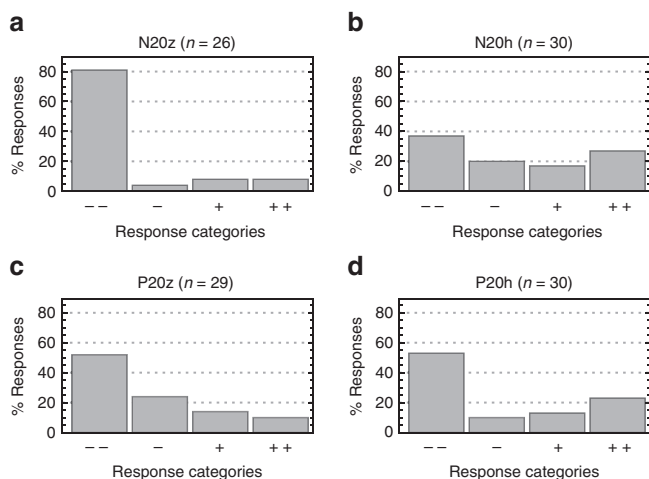 a
N20z (n = 26)
% Responses
80
60
40
20
0
– – – + + +
Response categories
b
N20h (n = 30)
% Responses
80
60
40
20
0
– – – + + +
Response categories
c
P20z (n = 29)
% Responses
80
60
40
20
0
– – – + + +
Response categories
d
P20h (n = 30)
% Responses
80
60
40
20
0
– – – + + +
Response categories